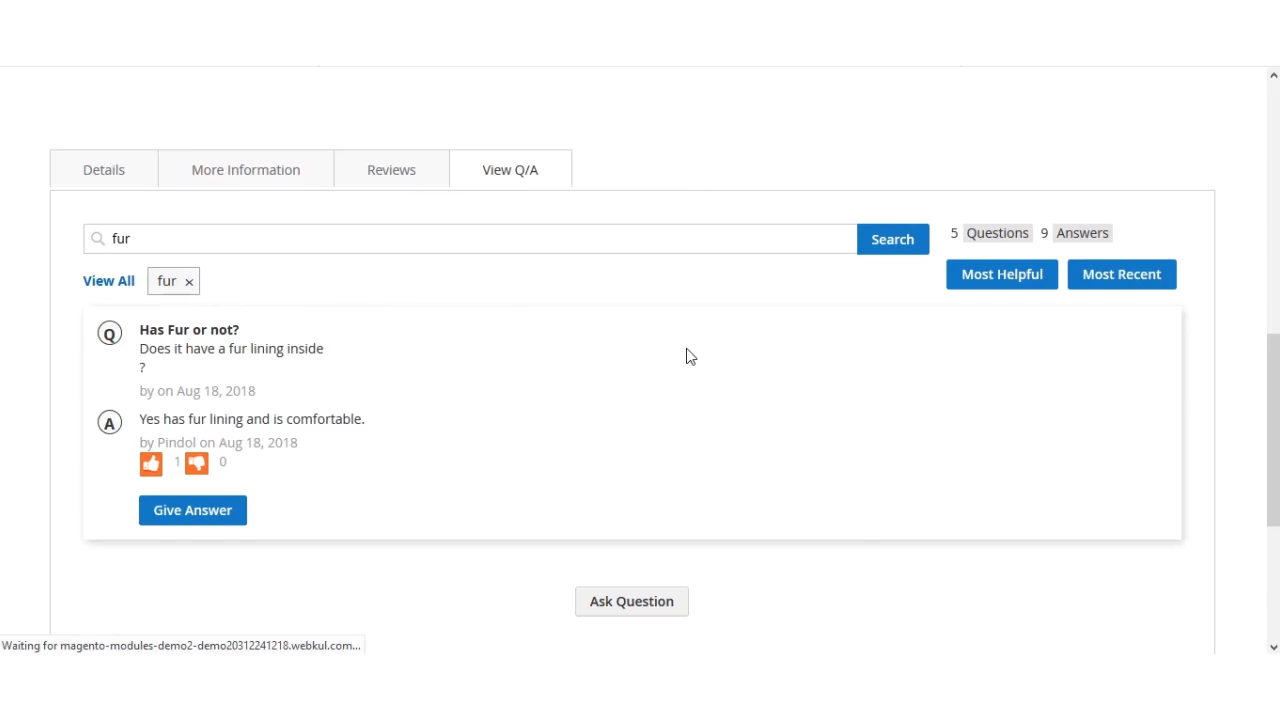 Details More Information Reviews View Q/A
fur Search 5 Questions 9 Answers
View All fur × Most Helpful Most Recent
Q Has Fur or not?
Does it have a fur lining inside
?
by on Aug 18, 2018
A Yes has fur lining and is comfortable.
by Pindol on Aug 18, 2018
1 0
Give Answer
Ask Question
Waiting for magento-modules-demo2-demo20312241218.webkul.com...